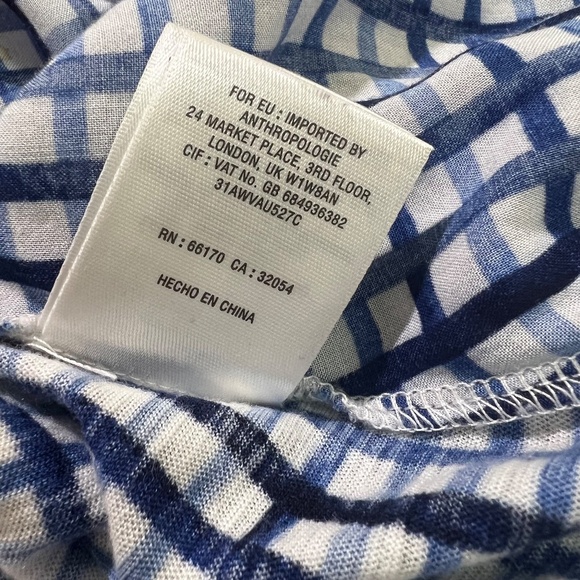 FOR EU : IMPORTED BY
ANTHROPOLOGIE
24 MARKET PLACE, 3RD FLOOR,
LONDON, UK W1W8AN
CIF : VAT No. GB 684936382
31AWVAU527C
RN : 66170 CA : 32054
HECHO EN CHINA